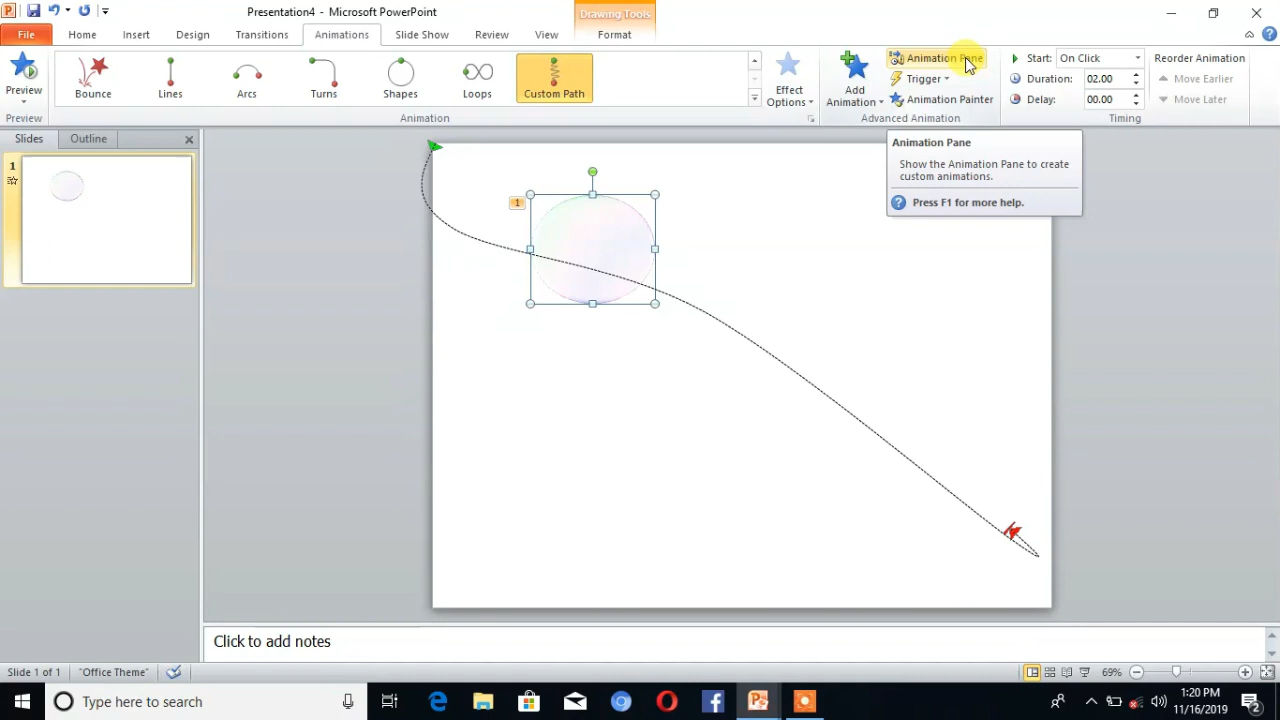 Presentation4 - Microsoft PowerPoint
Drawing Tools
File Home Insert Design Transitions Animations Slide Show Review View Format
Preview
Bounce Lines Arcs Turns Shapes Loops Custom Path
Effect Options
Add Animation
Animation Pane
Trigger
Animation Painter
Start: On Click
Duration: 02.00
Delay: 00.00
Reorder Animation
Move Earlier
Move Later
Preview Animation Advanced Animation Timing
Slides Outline
Animation Pane
Show the Animation Pane to create
custom animations.
Press F1 for more help.
1
1
Click to add notes
Slide 1 of 1 "Office Theme" 69%
Type here to search
1:20 PM
11/16/2019
2